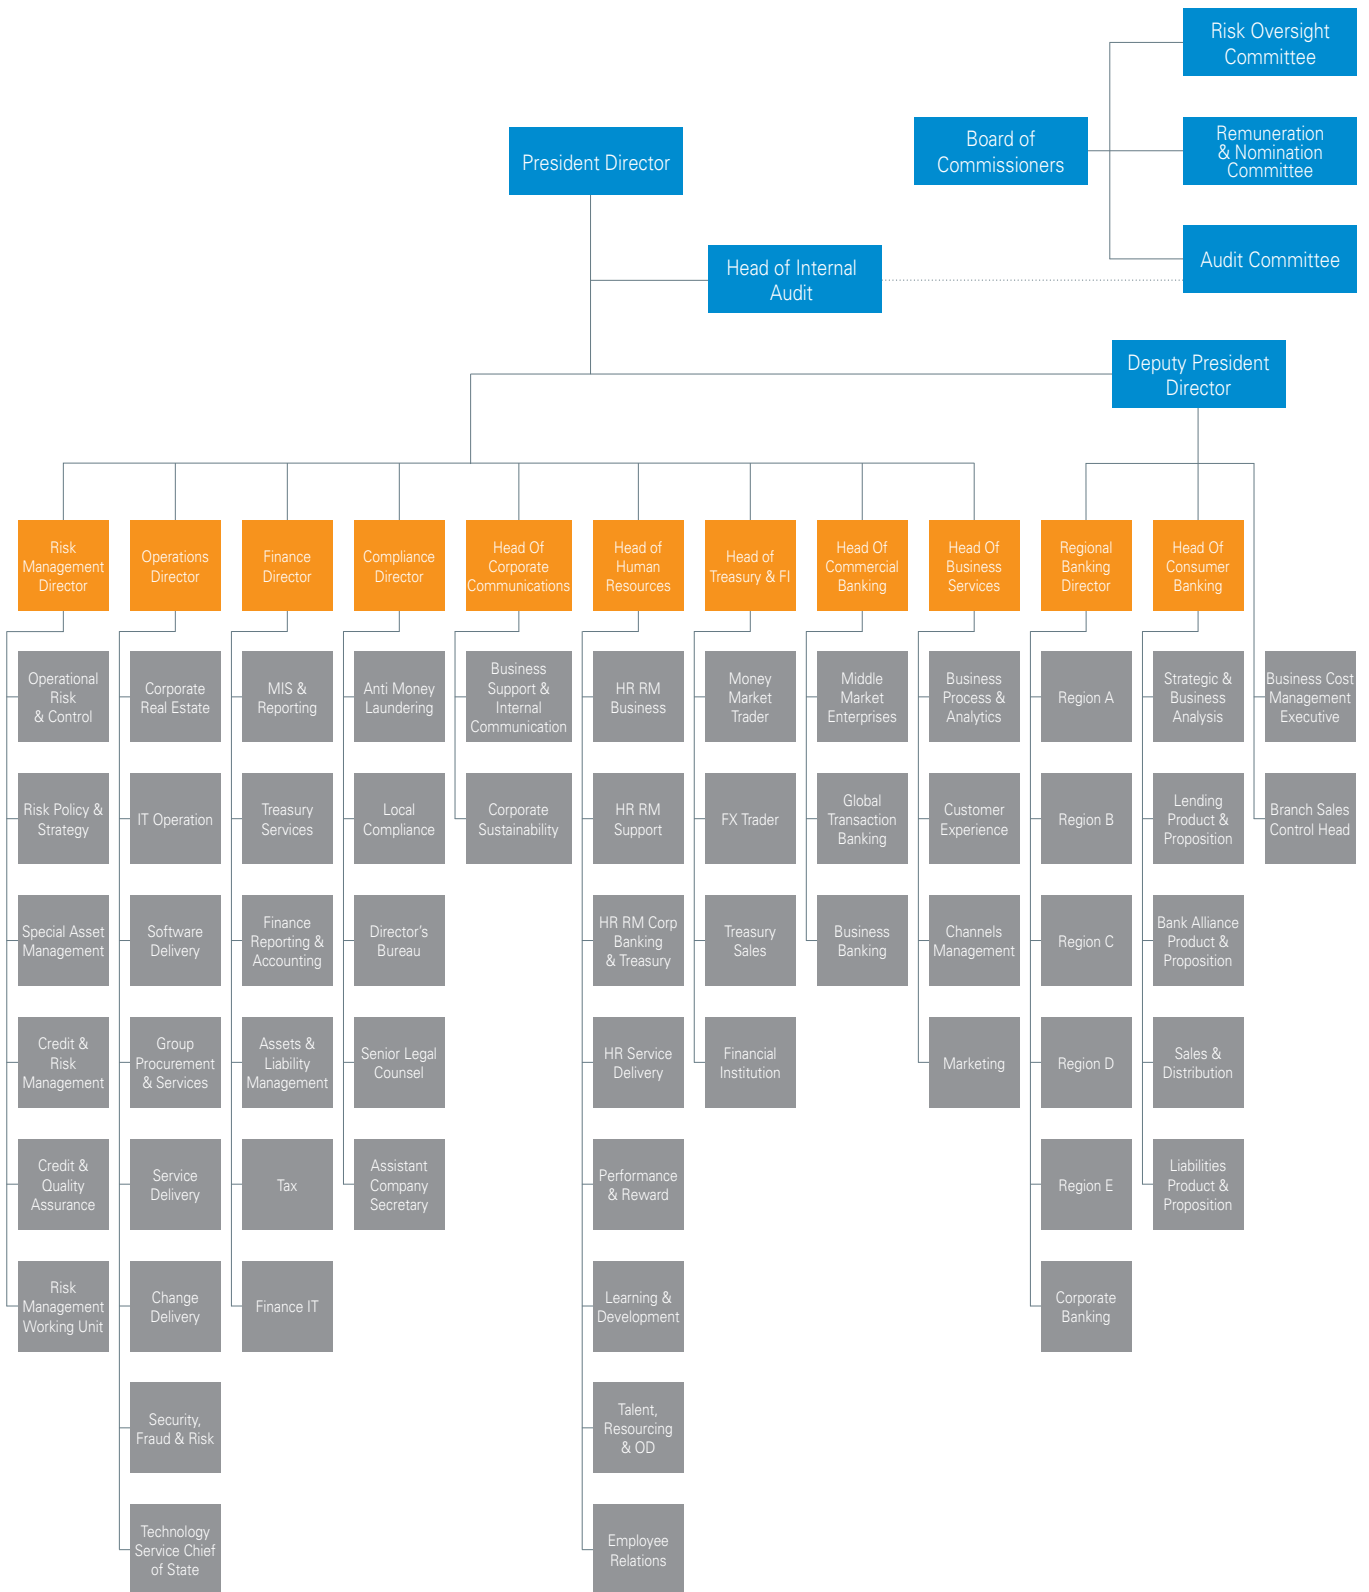 Risk Oversight
Committee
Board of
Commissioners
Remuneration
& Nomination
Committee
President Director
Audit Committee
Head of Internal
Audit
Deputy President
Director
Risk
Management
Director
Operations
Director
Finance
Director
Compliance
Director
Head Of
Corporate
Communications
Head of
Human
Resources
Head of
Treasury & FI
Head Of
Commercial
Banking
Head Of
Business
Services
Regional
Banking
Director
Head Of
Consumer
Banking
Operational
Risk
& Control
Corporate
Real Estate
MIS &
Reporting
Anti Money
Laundering
Business
Support &
Internal
Communication
HR RM
Business
Money
Market
Trader
Middle
Market
Enterprises
Business
Process &
Analytics
Region A
Strategic &
Business
Analysis
Business Cost
Management
Executive
Risk Policy &
Strategy
IT Operation
Treasury
Services
Local
Compliance
Corporate
Sustainability
HR RM
Support
FX Trader
Global
Transaction
Banking
Customer
Experience
Region B
Lending
Product &
Proposition
Branch Sales
Control Head
Special Asset
Management
Software
Delivery
Finance
Reporting &
Accounting
Director's
Bureau
HR RM Corp
Banking
& Treasury
Treasury
Sales
Business
Banking
Channels
Management
Region C
Bank Alliance
Product &
Proposition
Credit &
Risk
Management
Group
Procurement
& Services
Assets &
Liability
Management
Senior Legal
Counsel
HR Service
Delivery
Financial
Institution
Marketing
Region D
Sales &
Distribution
Credit &
Quality
Assurance
Service
Delivery
Tax
Assistant
Company
Secretary
Performance
& Reward
Region E
Liabilities
Product &
Proposition
Risk
Management
Working Unit
Change
Delivery
Finance IT
Learning &
Development
Corporate
Banking
Security,
Fraud & Risk
Talent,
Resourcing
& OD
Technology
Service Chief
of State
Employee
Relations